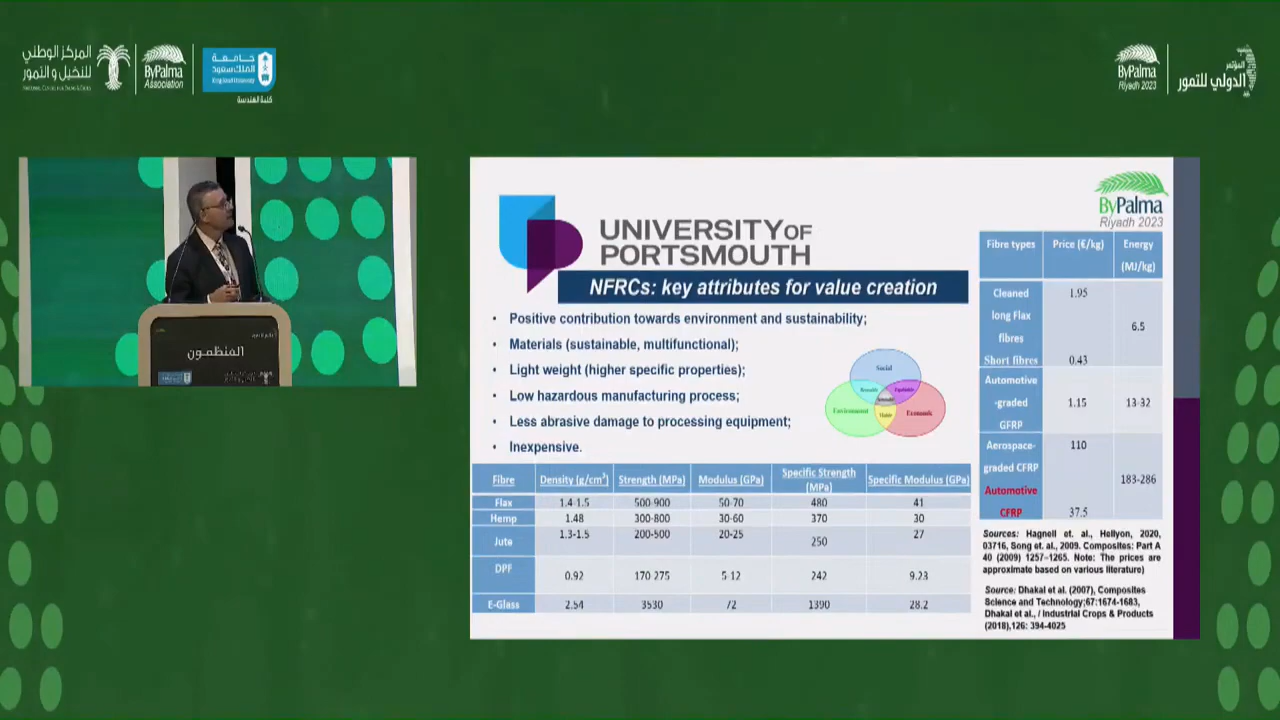 المركز الوطني
للنخيل و التمور
NATIONAL CENTER FOR PALMS & DATES
ByPalma
Association
جامعة
الملك سعود
King Saud University
كلية الهندسة
ByPalma
Riyadh 2023
المؤتمر
الدولي للتمور
المنظمون
UNIVERSITY OF
PORTSMOUTH
ByPalma
Riyadh 2023
NFRCs: key attributes for value creation
• Positive contribution towards environment and sustainability;
• Materials (sustainable, multifunctional);
• Light weight (higher specific properties);
• Low hazardous manufacturing process;
• Less abrasive damage to processing equipment;
• Inexpensive.
Social
Environment
Economic
Fibre Density (g/cm³) Strength (MPa) Modulus (GPa) Specific Strength (MPa) Specific Modulus (GPa)
Flax 1.4-1.5 500-900 50-70 480 41
Hemp 1.48 300-800 30-60 370 30
Jute 1.3-1.5 200-500 20-25 250 27
DPF 0.92 170-275 5-12 242 9.23
E-Glass 2.54 3530 72 1390 28.2
Fibre types Price (€/kg) Energy (MJ/kg)
Cleaned long Flax fibres 1.95 6.5
Short fibres 0.43
Automotive-graded GFRP 1.15 13-32
Aerospace-graded CFRP 110 183-286
Automotive CFRP 37.5
Sources: Hagnell et. al., Heliyon, 2020,
03716, Song et. al., 2009. Composites: Part A
40 (2009) 1257–1265. Note: The prices are
approximate based on various literature)
Source: Dhakal et al. (2007), Composites
Science and Technology;67:1674-1683,
Dhakal et al., / Industrial Crops & Products
(2018),126: 394-4025